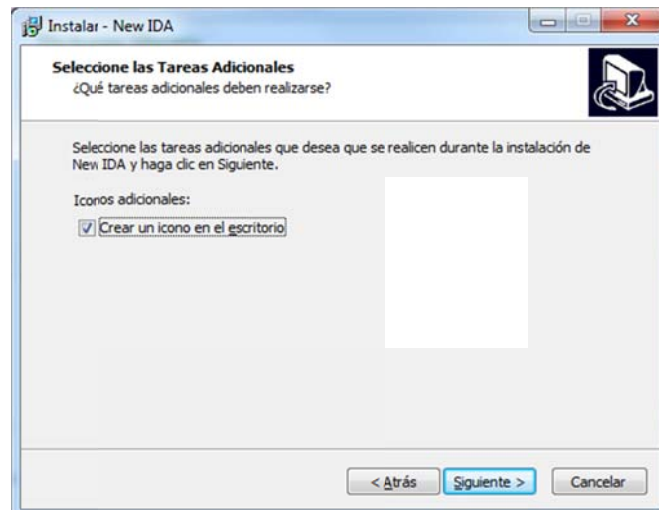 Instalar - New IDA
Seleccione las Tareas Adicionales
¿Qué tareas adicionales deben realizarse?
Seleccione las tareas adicionales que desea que se realicen durante la instalación de
New IDA y haga clic en Siguiente.
Iconos adicionales:
Crear un icono en el escritorio
< Atrás
Siguiente >
Cancelar